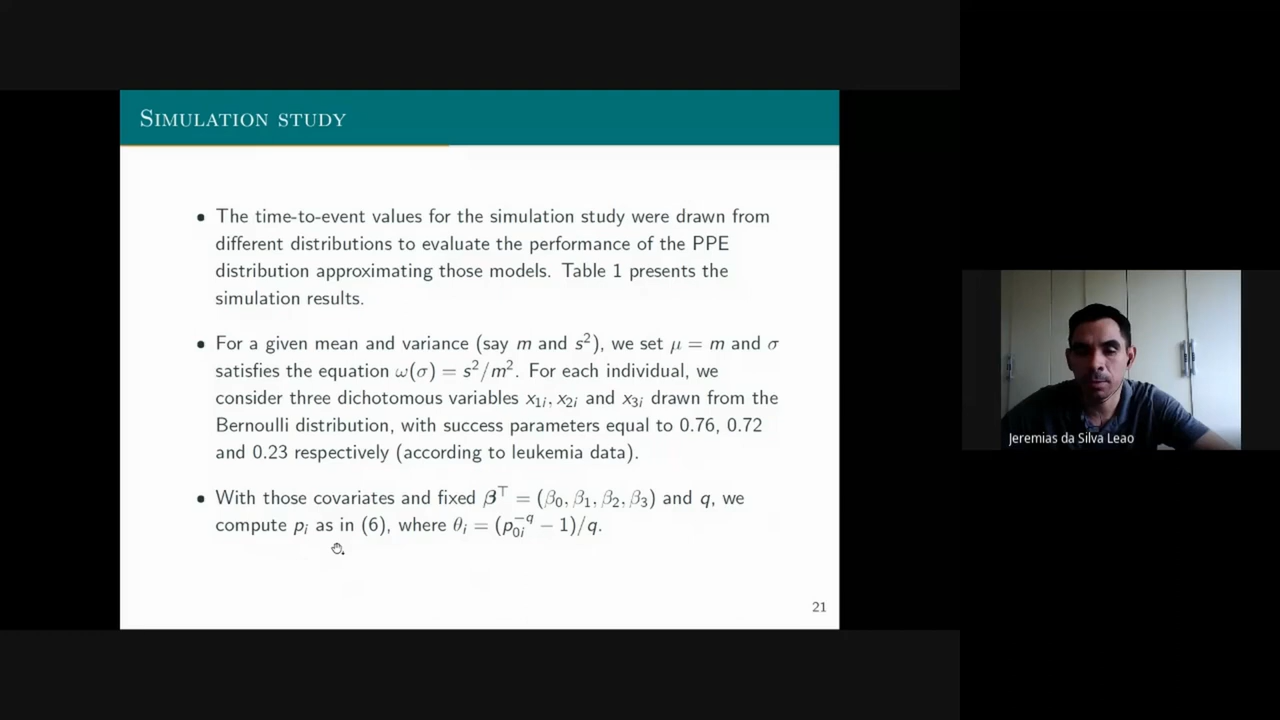 Simulation study
• The time-to-event values for the simulation study were drawn from
different distributions to evaluate the performance of the PPE
distribution approximating those models. Table 1 presents the
simulation results.
• For a given mean and variance (say m and s²), we set μ = m and σ
satisfies the equation ω(σ) = s²/m². For each individual, we
consider three dichotomous variables x₁ᵢ, x₂ᵢ and x₃ᵢ drawn from the
Bernoulli distribution, with success parameters equal to 0.76, 0.72
and 0.23 respectively (according to leukemia data).
• With those covariates and fixed β^⊤ = (β₀, β₁, β₂, β₃) and q, we
compute pᵢ as in (6), where θᵢ = (p₀ᵢ^−q − 1)/q.
21
Jeremias da Silva Leao